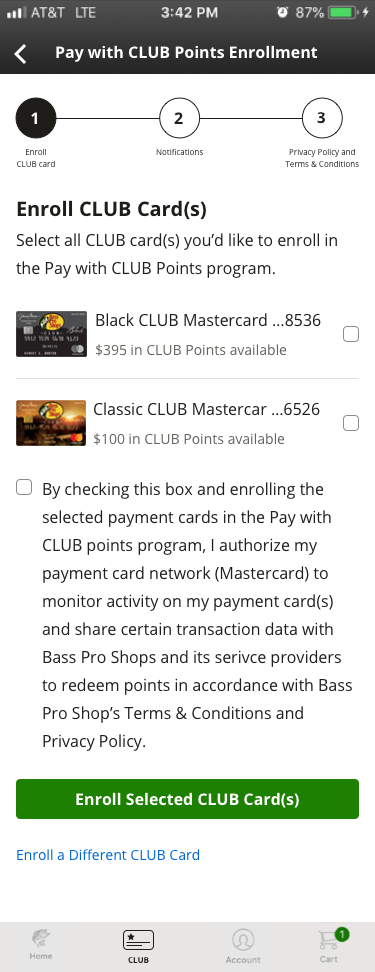 AT&T LTE 3:42 PM 87%
Pay with CLUB Points Enrollment
1 2 3
Enroll
CLUB card
Notifications
Privacy Policy and
Terms & Conditions
Enroll CLUB Card(s)
Select all CLUB card(s) you’d like to enroll in
the Pay with CLUB Points program.
Black CLUB Mastercard ...8536
$395 in CLUB Points available
Classic CLUB Mastercar ...6526
$100 in CLUB Points available
By checking this box and enrolling the
selected payment cards in the Pay with
CLUB points program, I authorize my
payment card network (Mastercard) to
monitor activity on my payment card(s)
and share certain transaction data with
Bass Pro Shops and its serivce providers
to redeem points in accordance with Bass
Pro Shop’s Terms & Conditions and
Privacy Policy.
Enroll Selected CLUB Card(s)
Enroll a Different CLUB Card
1
Home CLUB Account Cart